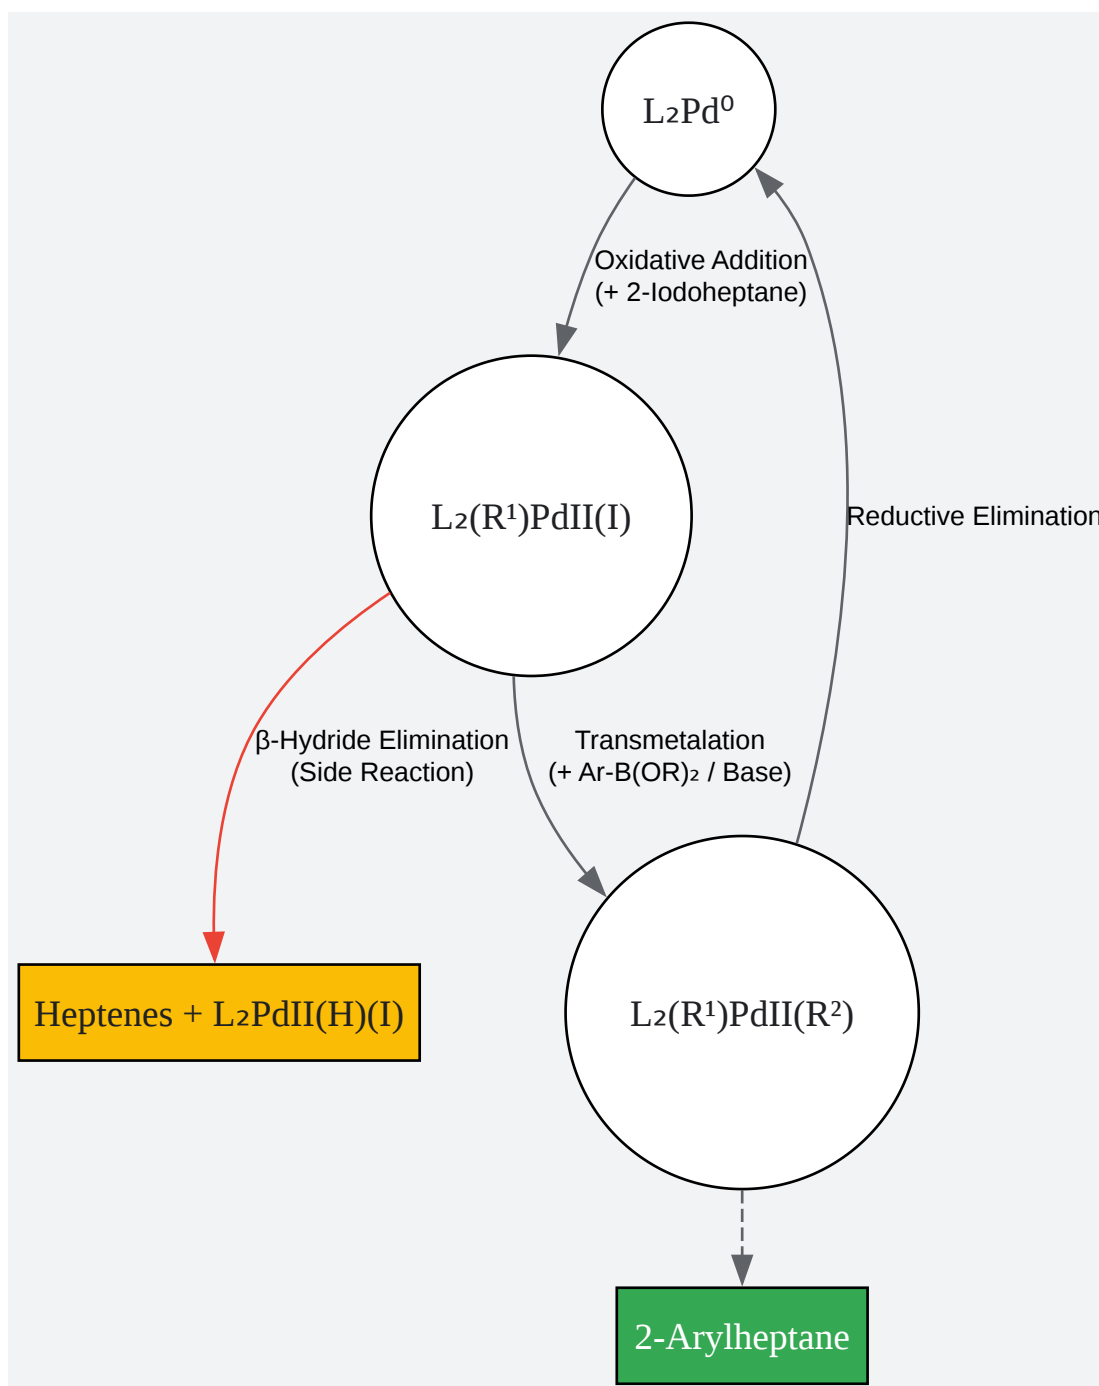 L₂Pd⁰
Oxidative Addition
(+ 2-Iodoheptane)
L₂(R¹)PdII(I)
Reductive Elimination
β-Hydride Elimination
(Side Reaction)
Transmetalation
(+ Ar-B(OR)₂ / Base)
Heptenes + L₂PdII(H)(I)
L₂(R¹)PdII(R²)
2-Arylheptane